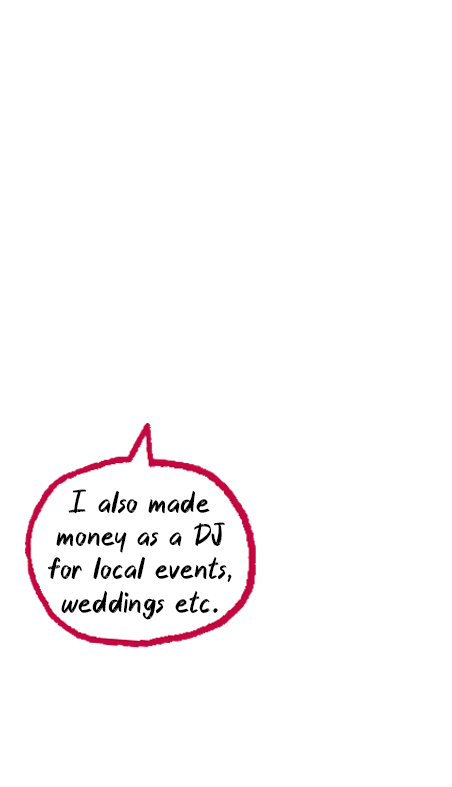 I also made
money as a DJ
for local events,
weddings etc.